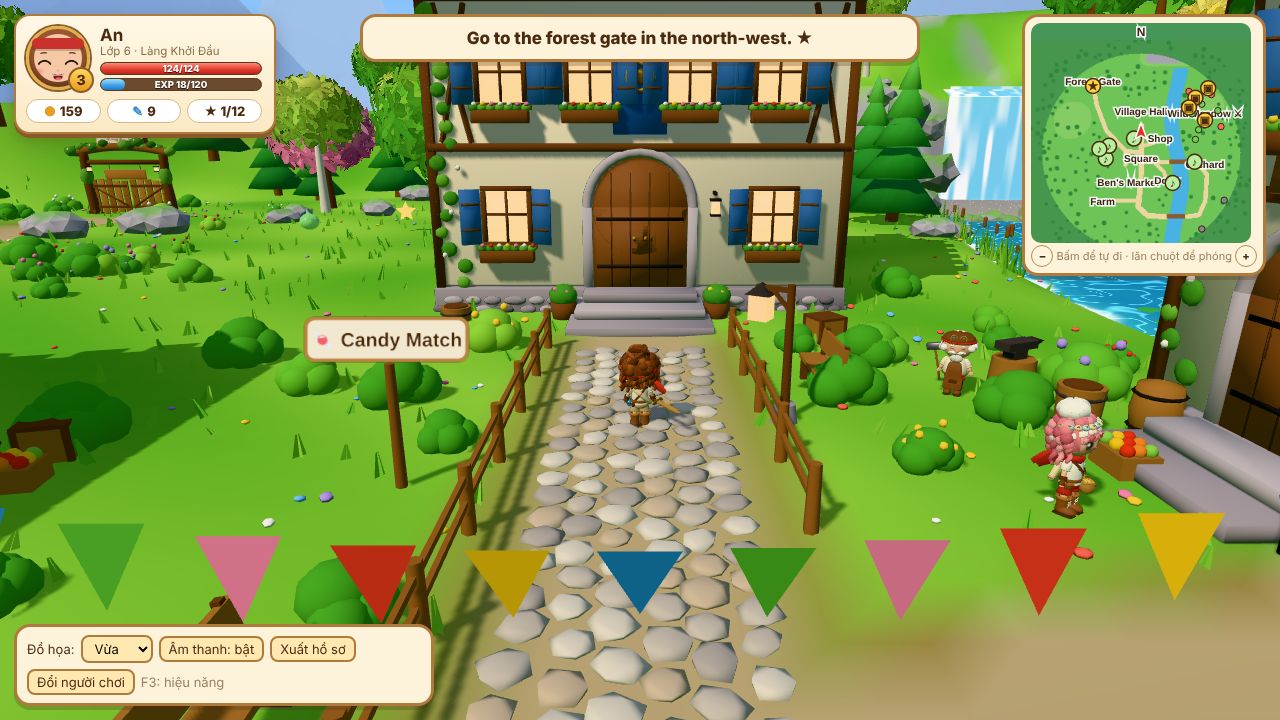 An
Lớp 6 · Làng Khởi Đầu
124/124
EXP 18/120
3
159
9
★ 1/12
Go to the forest gate in the north-west. ★
N
Gate
Village Hall
Shop
Square
Ben's Market
Farm
− Bấm để tự đi · lăn chuột để phóng +
Candy Match
Đồ họa: Vừa Âm thanh: bật Xuất hồ sơ
Đổi người chơi F3: hiệu năng